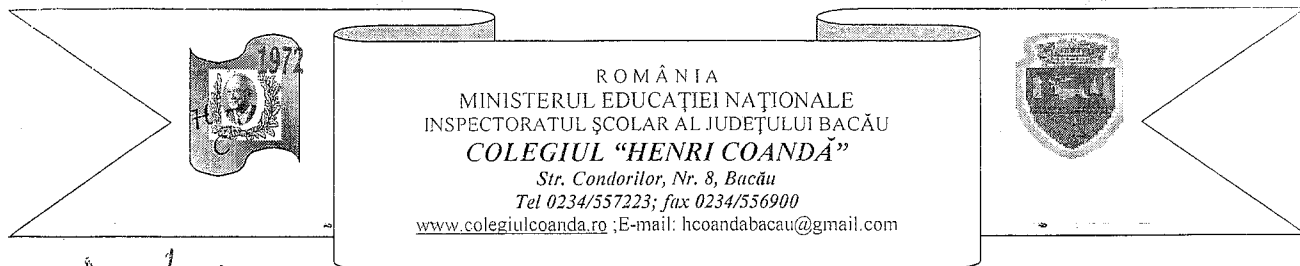 1972
H
C
ROMÂNIA
MINISTERUL EDUCAȚIEI NAȚIONALE
INSPECTORATUL ȘCOLAR AL JUDEȚULUI BACĂU
COLEGIUL “HENRI COANDĂ”
Str. Condorilor, Nr. 8, Bacău
Tel 0234/557223; fax 0234/556900
www.colegiulcoanda.ro ;E-mail: hcoandabacau@gmail.com